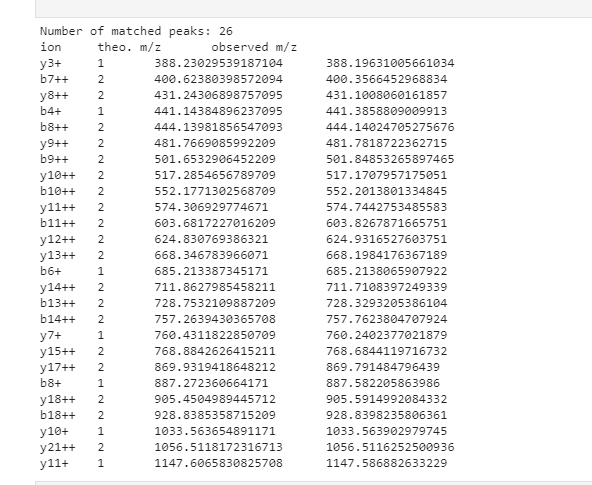 Number of matched peaks: 26
ion theo. m/z observed m/z
y3+ 1 388.23029539187104 388.19631005661034
b7++ 2 400.62380398572094 400.3566452968834
y8++ 2 431.24306898757095 431.1008060161857
b4+ 1 441.14384896237095 441.3858809009913
b8++ 2 444.13981856547093 444.14024705275676
y9++ 2 481.7669085992209 481.7818722362715
b9++ 2 501.6532906452209 501.84853265897465
y10++ 2 517.2854656789709 517.1707957175051
b10++ 2 552.1771302568709 552.2013801334845
y11++ 2 574.306929774671 574.7442753485583
b11++ 2 603.6817227016209 603.8267871665751
y12++ 2 624.830769386321 624.9316527603751
y13++ 2 668.346783966071 668.1984176367189
b6+ 1 685.213387345171 685.2138065907922
y14++ 2 711.8627985458211 711.7108397249339
b13++ 2 728.7532109887209 728.3293205386104
b14++ 2 757.2639430365708 757.7623804707924
y7+ 1 760.4311822850709 760.2402377021879
y15++ 2 768.8842626415211 768.6844119716732
y17++ 2 869.9319418648212 869.791484796439
b8+ 1 887.272360664171 887.582205863986
y18++ 2 905.4504989445712 905.5914992084332
b18++ 2 928.8385358715209 928.8398235806361
y10+ 1 1033.563654891171 1033.563902979745
y21++ 2 1056.5118172316713 1056.5116252500936
y11+ 1 1147.6065830825708 1147.586882633229